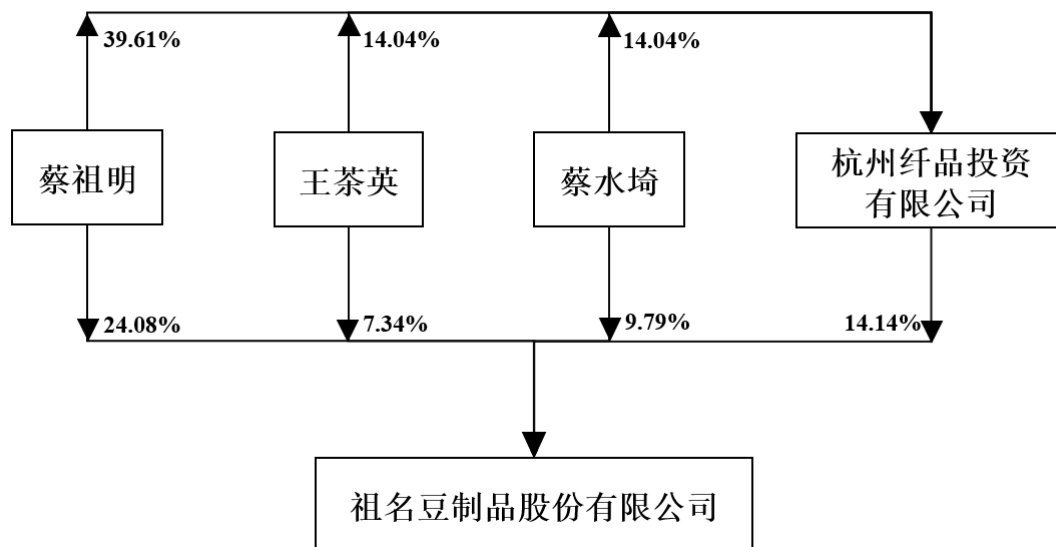 39.61%
14.04%
14.04%
蔡祖明
王茶英
蔡水埼
杭州纤品投资
有限公司
24.08%
7.34%
9.79%
14.14%
祖名豆制品股份有限公司